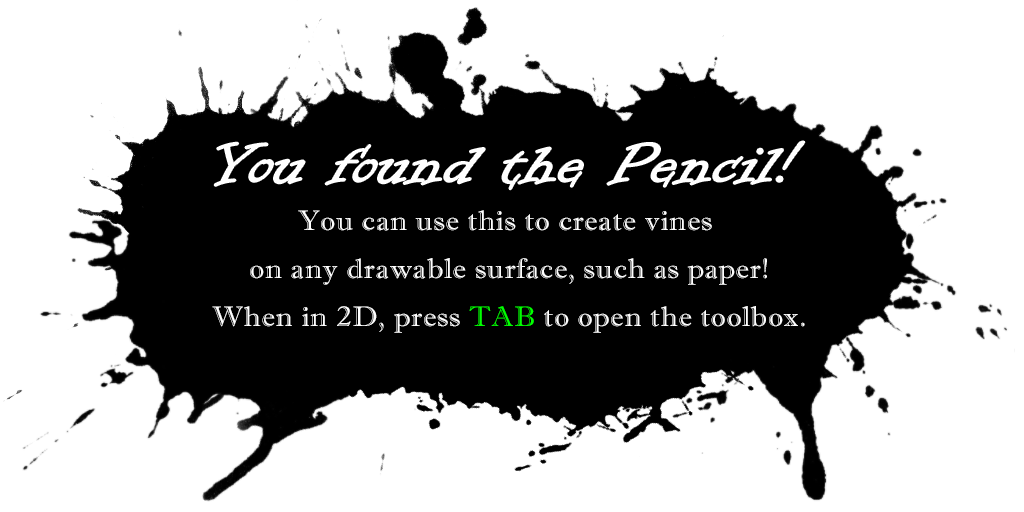 You found the Pencil!
You can use this to create vines
on any drawable surface, such as paper!
When in 2D, press TAB to open the toolbox.